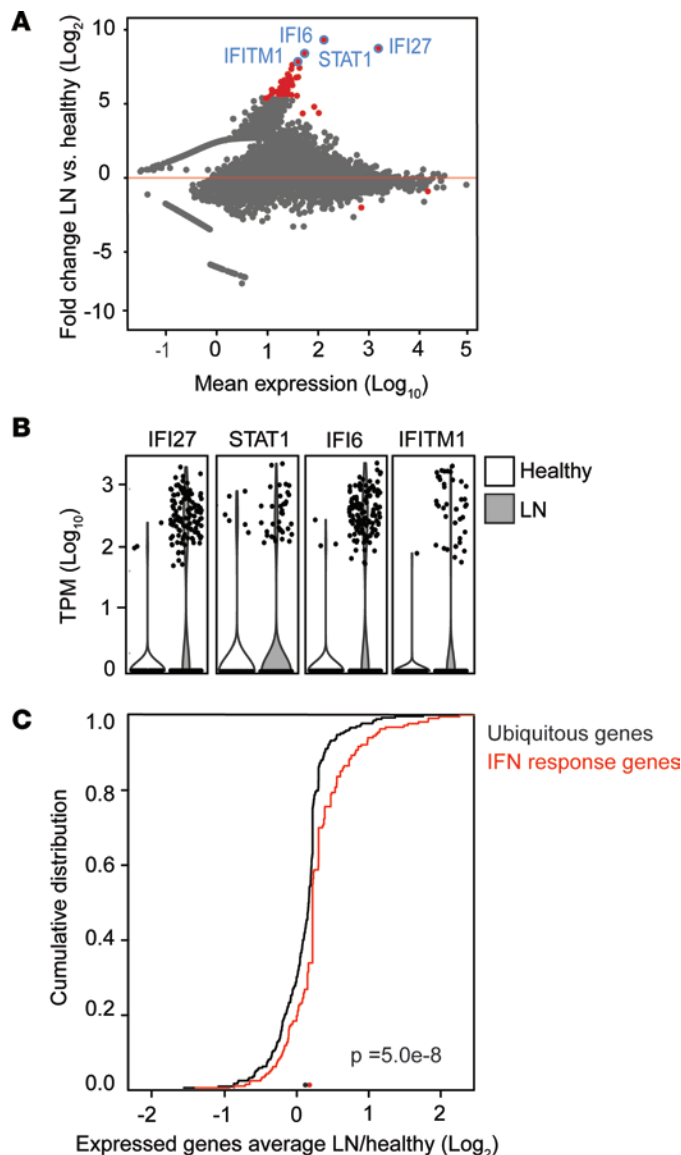 A
Fold change LN vs. healthy (Log2)
10
5
0
-5
-10
IFI6
IFITM1
STAT1
IFI27
-1 0 1 2 3 4 5
Mean expression (Log10)
B
IFI27 STAT1 IFI6 IFITM1
TPM (Log10)
3
2
1
0
Healthy
LN
C
Cumulative distribution
1.0
0.8
0.6
0.4
0.2
0.0
Ubiquitous genes
IFN response genes
p =5.0e-8
-2 -1 0 1 2
Expressed genes average LN/healthy (Log2)